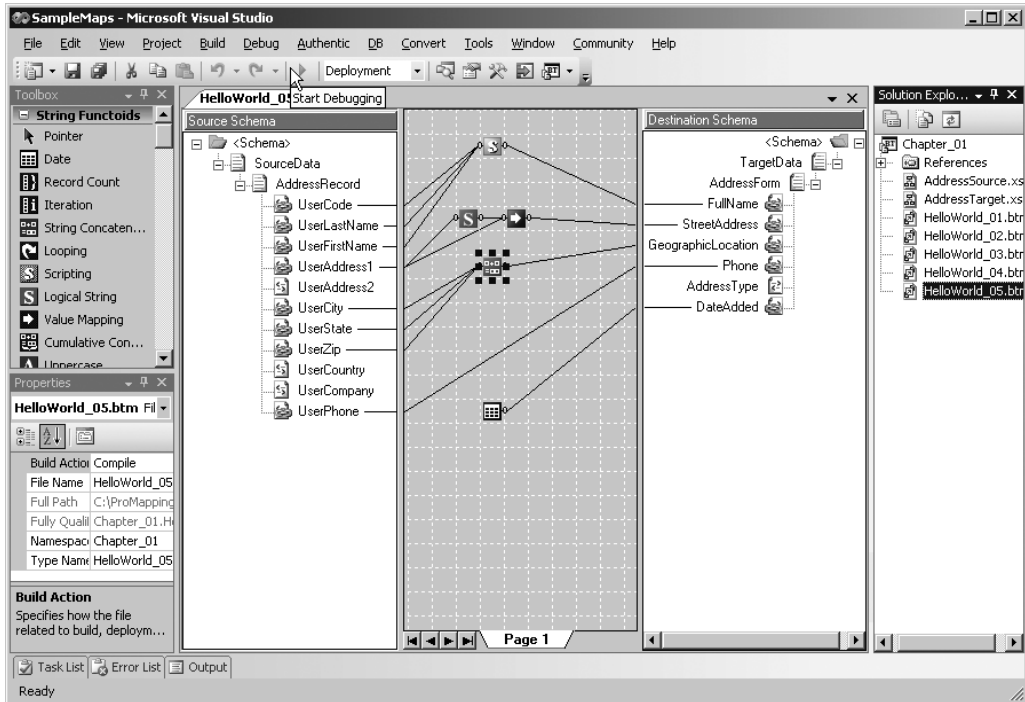 SampleMaps - Microsoft Visual Studio
File Edit View Project Build Debug Authentic DB Convert Tools Window Community Help
Deployment
Start Debugging
Toolbox
String Functoids
Pointer
Date
Record Count
Iteration
String Concaten...
Looping
Scripting
Logical String
Value Mapping
Cumulative Con...
Uppercase
Properties
HelloWorld_05.btm Fil
Build Action Compile
File Name HelloWorld_05
Full Path C:\ProMapping
Fully Quali Chapter_01.He
Namespac Chapter_01
Type Name HelloWorld_05
Build Action
Specifies how the file
related to build, deploym...
HelloWorld_05
Source Schema
<Schema>
SourceData
AddressRecord
UserCode
UserLastName
UserFirstName
UserAddress1
UserAddress2
UserCity
UserState
UserZip
UserCountry
UserCompany
UserPhone
Page 1
Destination Schema
<Schema>
TargetData
AddressForm
FullName
StreetAddress
GeographicLocation
Phone
AddressType
DateAdded
Solution Explo...
Chapter_01
References
AddressSource.xs
AddressTarget.xs
HelloWorld_01.btr
HelloWorld_02.btr
HelloWorld_03.btr
HelloWorld_04.btr
HelloWorld_05.btr
Task List Error List Output
Ready